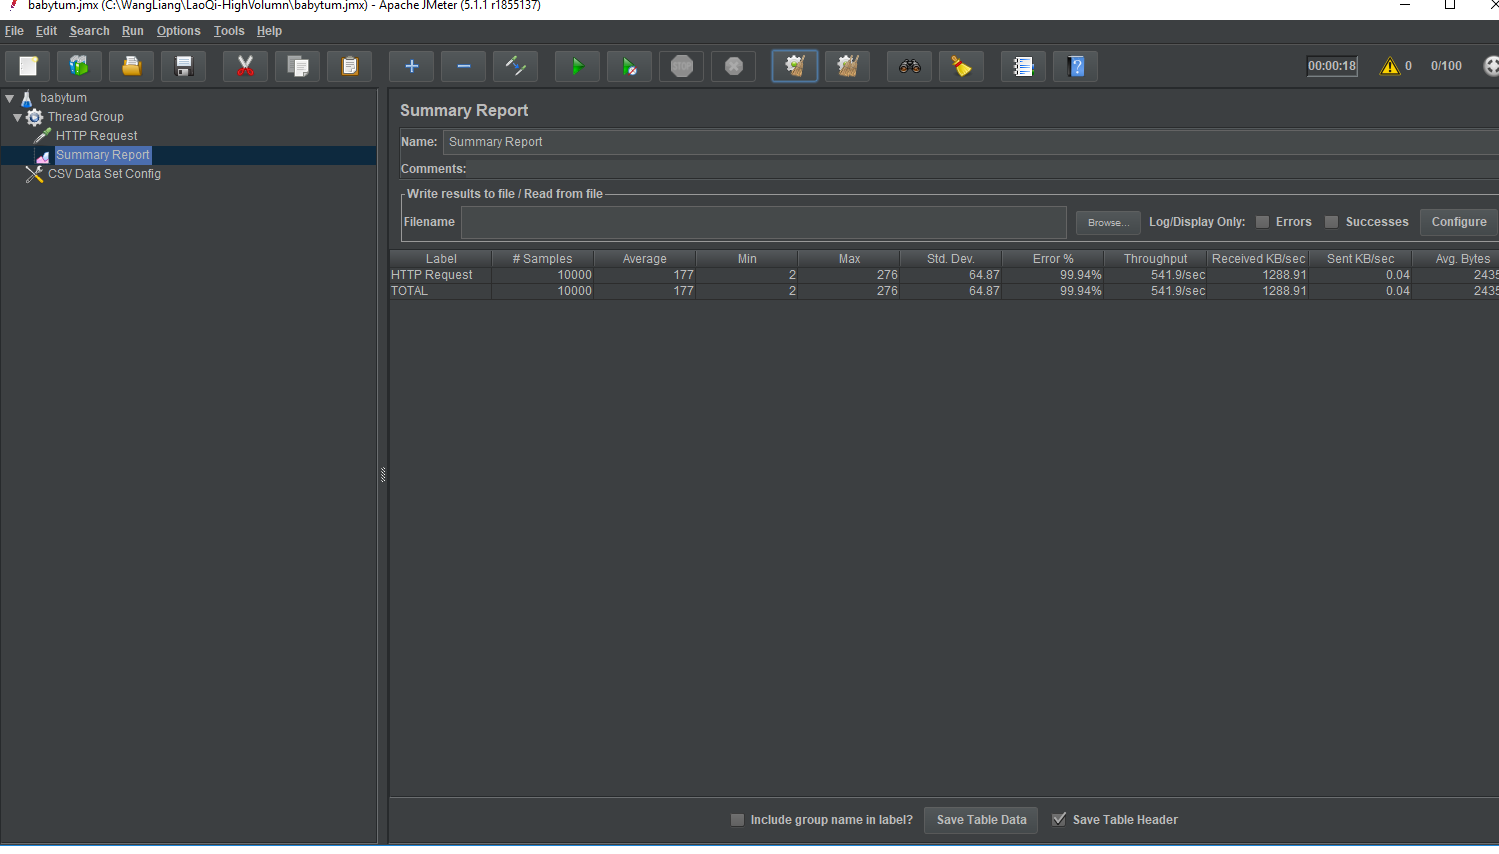 babytum.jmx (C:\WangLiang\LaoQi-HighVolumn\babytum.jmx) - Apache JMeter (5.1.1 r1855137)
File Edit Search Run Options Tools Help
STOP
00:00:18 0 0/100
babytum
Thread Group
HTTP Request
Summary Report
CSV Data Set Config
Summary Report
Name: Summary Report
Comments:
Write results to file / Read from file
Filename Browse... Log/Display Only: Errors Successes Configure
Label # Samples Average Min Max Std. Dev. Error % Throughput Received KB/sec Sent KB/sec Avg. Bytes
HTTP Request 10000 177 2 276 64.87 99.94% 541.9/sec 1288.91 0.04 2435
TOTAL 10000 177 2 276 64.87 99.94% 541.9/sec 1288.91 0.04 2435
Include group name in label? Save Table Data Save Table Header